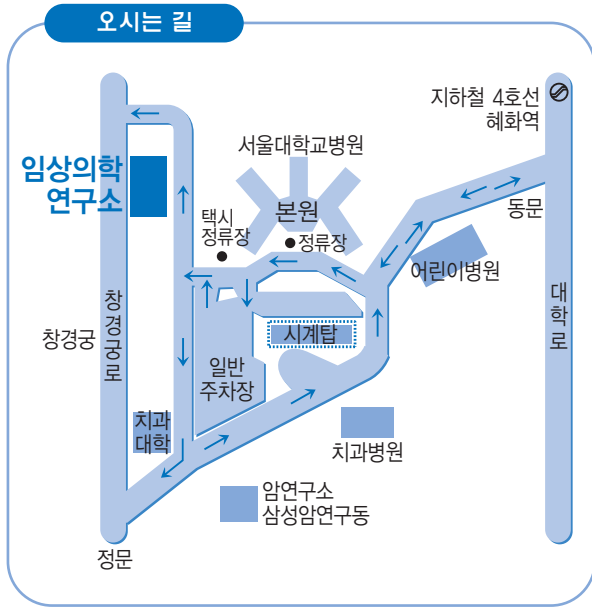 오시는 길
지하철 4호선
혜화역
서울대학교병원
임상의학
연구소
본원
택시
정류장
정류장
동문
어린이병원
창경궁로
창경궁
대학로
시계탑
일반
주차장
치과
대학
치과병원
암연구소
삼성암연구동
정문